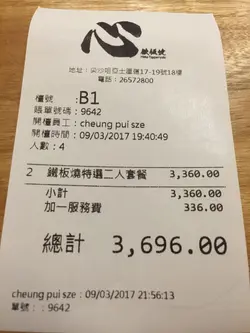 心
鐵板燒
地址：尖沙咀亞士厘道17-19號18樓
電話：26572800
檯號：B1
賬單號碼：9642
開檯員工：cheung pui sze
開檯時間：09/03/2017 19:40:49
人數：4
2 鐵板燒特選二人套餐 3,360.00
小計 3,360.00
加一服務費 336.00
總計 3,696.00
cheung pui sze：09/03/2017 21:56:13
單號：:9642